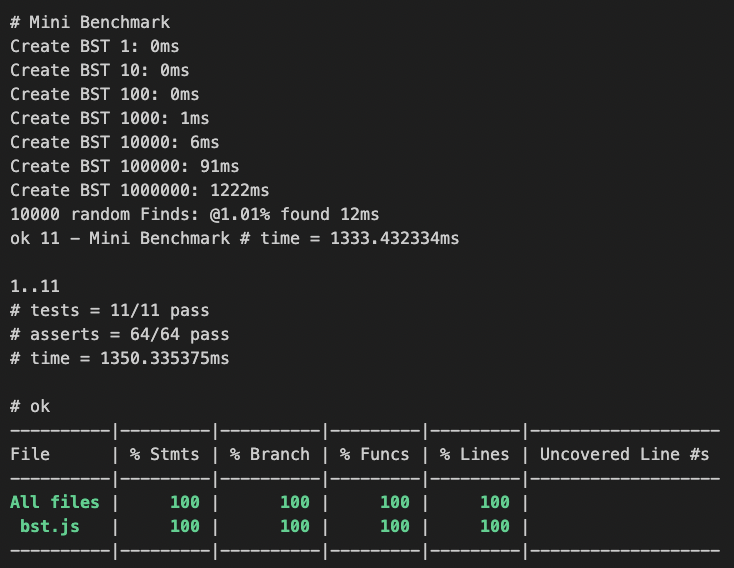 # Mini Benchmark
Create BST 1: 0ms
Create BST 10: 0ms
Create BST 100: 0ms
Create BST 1000: 1ms
Create BST 10000: 6ms
Create BST 100000: 91ms
Create BST 1000000: 1222ms
10000 random Finds: @1.01% found 12ms
ok 11 - Mini Benchmark # time = 1333.432334ms

1..11
# tests = 11/11 pass
# asserts = 64/64 pass
# time = 1350.335375ms

# ok
----------|---------|----------|---------|---------|-------------------
File      | % Stmts | % Branch | % Funcs | % Lines | Uncovered Line #s
----------|---------|----------|---------|---------|-------------------
All files |     100 |      100 |     100 |     100 |
 bst.js   |     100 |      100 |     100 |     100 |
----------|---------|----------|---------|---------|-------------------